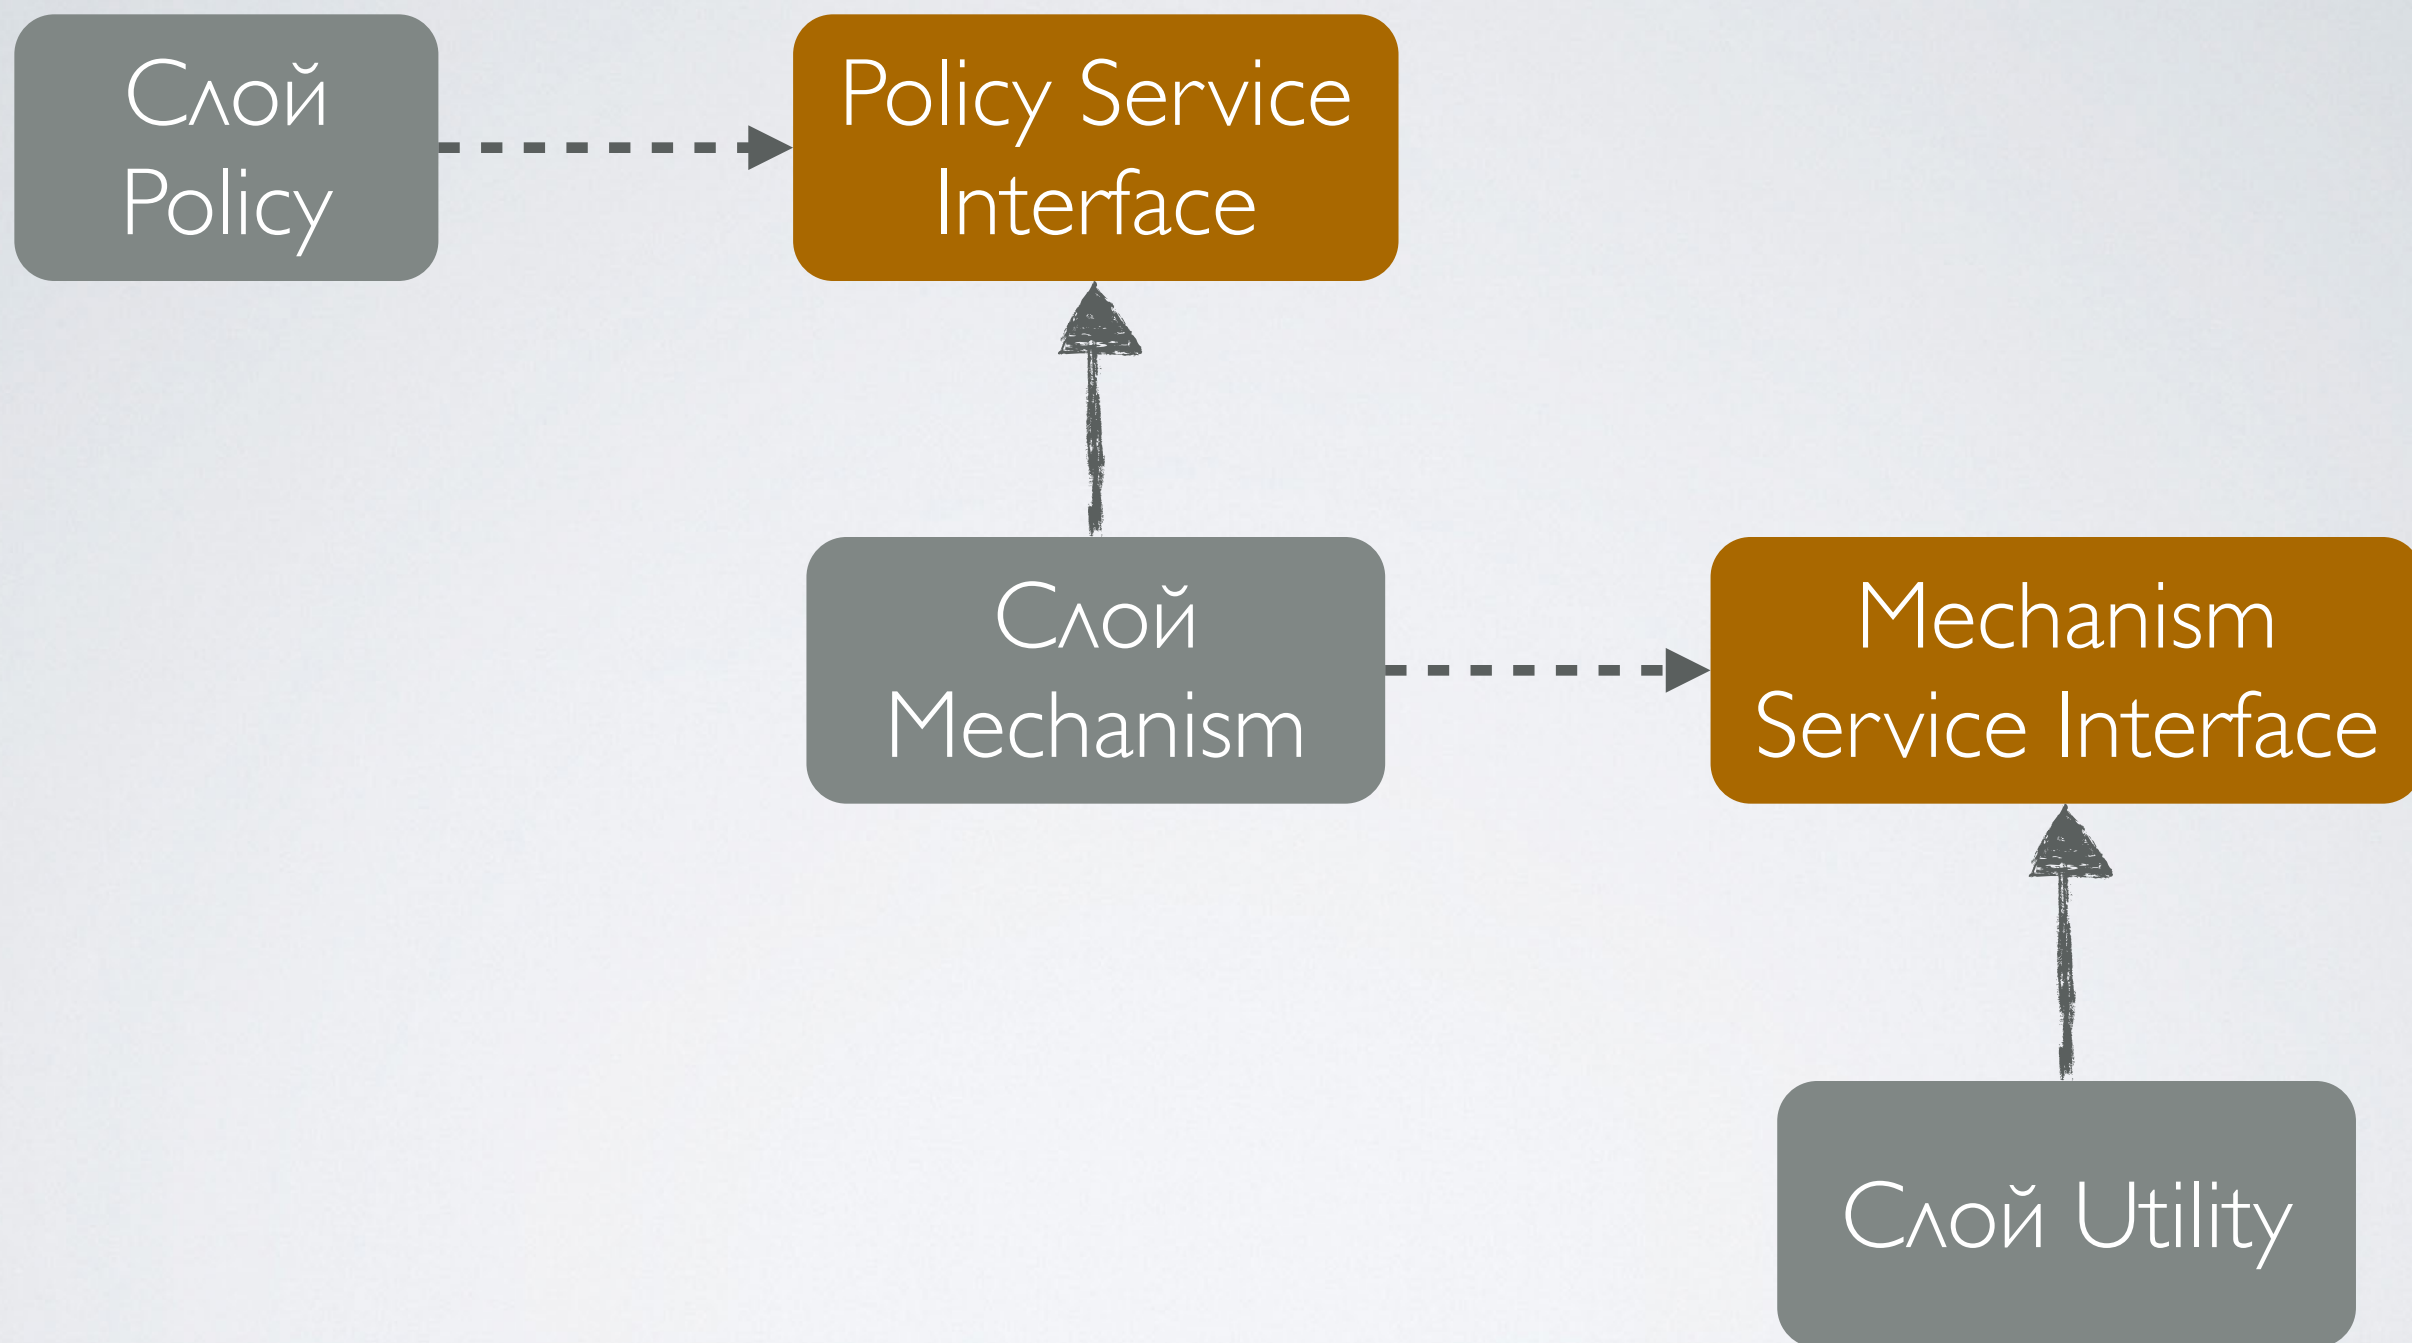 Слой
Policy
Policy Service
Interface
Слой
Mechanism
Mechanism
Service Interface
Слой Utility